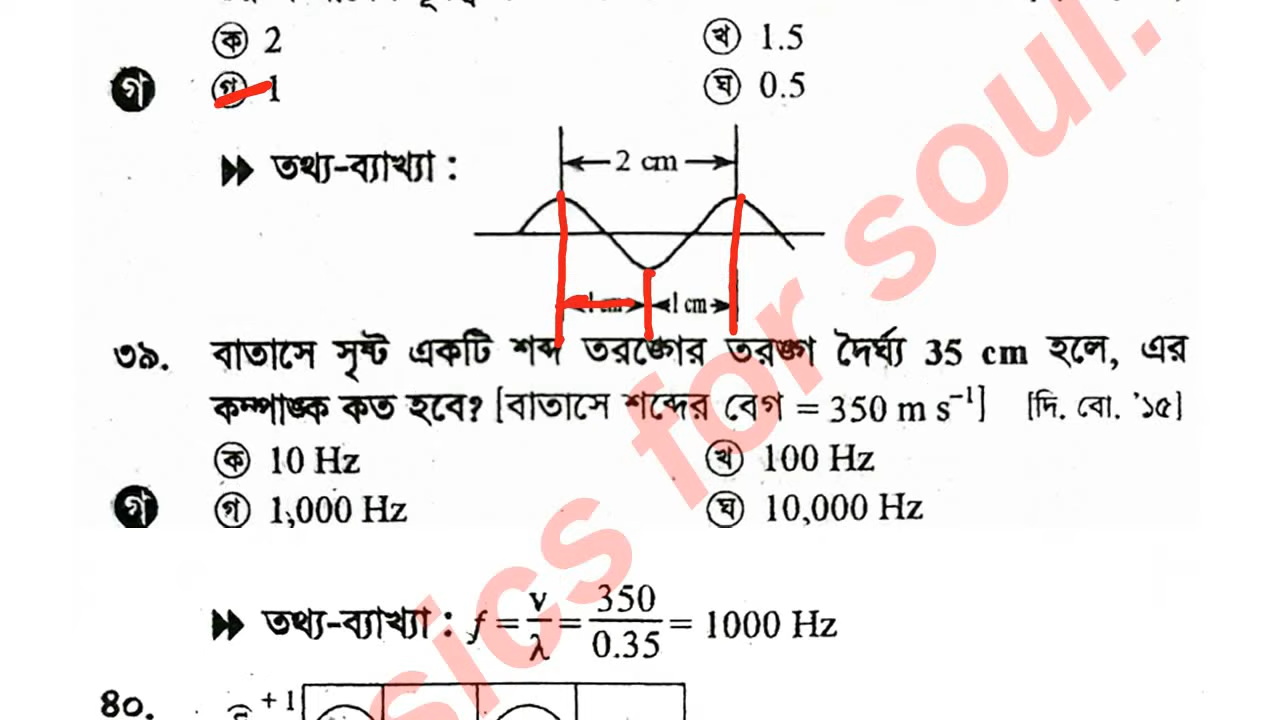 ক 2 খ 1.5
গ গ 1 ঘ 0.5
তথ্য-ব্যাখ্যা :
2 cm
1 cm 1 cm
৩৯. বাতাসে সৃষ্ট একটি শব্দ তরঙ্গের তরঙ্গ দৈর্ঘ্য 35 cm হলে, এর
কম্পাঙ্ক কত হবে? [বাতাসে শব্দের বেগ = 350 m s⁻¹] [দি. বো. '১৫]
ক 10 Hz খ 100 Hz
গ গ 1,000 Hz ঘ 10,000 Hz
তথ্য-ব্যাখ্যা : f = v/λ = 350/0.35 = 1000 Hz
৪০. + 1
sics for soul.